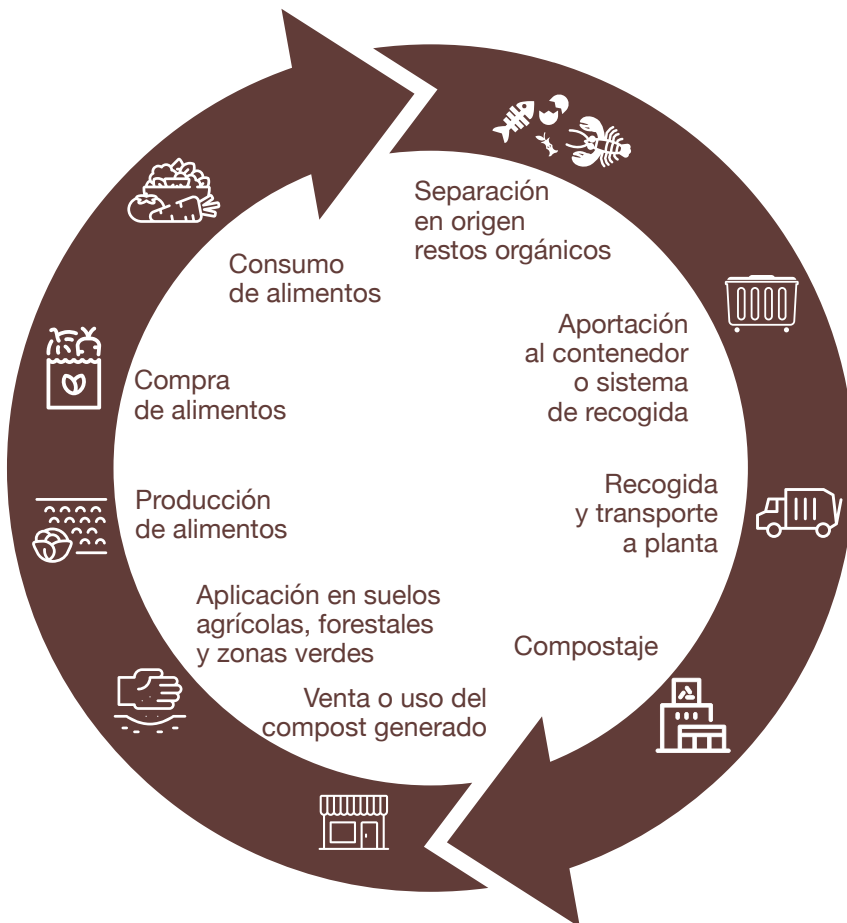 Separación
en origen
restos orgánicos
Aportación
al contenedor
o sistema
de recogida
Recogida
y transporte
a planta
Compostaje
Venta o uso del
compost generado
Aplicación en suelos
agrícolas, forestales
y zonas verdes
Producción
de alimentos
Compra
de alimentos
Consumo
de alimentos